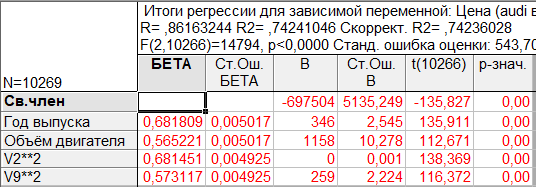 Итоги регрессии для зависимой переменной: Цена (audi в
R= ,86163244 R2= ,74241046 Скоррект. R2= ,74236028
F(2,10266)=14794, p<0,0000 Станд. ошибка оценки: 543,70
N=10269 БЕТА Ст.Ош. БЕТА B Ст.Ош. B t(10266) p-знач.
Св.член -697504 5135,249 -135,827 0,00
Год выпуска 0,681809 0,005017 346 2,545 135,911 0,00
Объём двигателя 0,565221 0,005017 1158 10,278 112,671 0,00
V2**2 0,681451 0,004925 0 0,001 138,369 0,00
V9**2 0,573117 0,004925 259 2,224 116,372 0,00